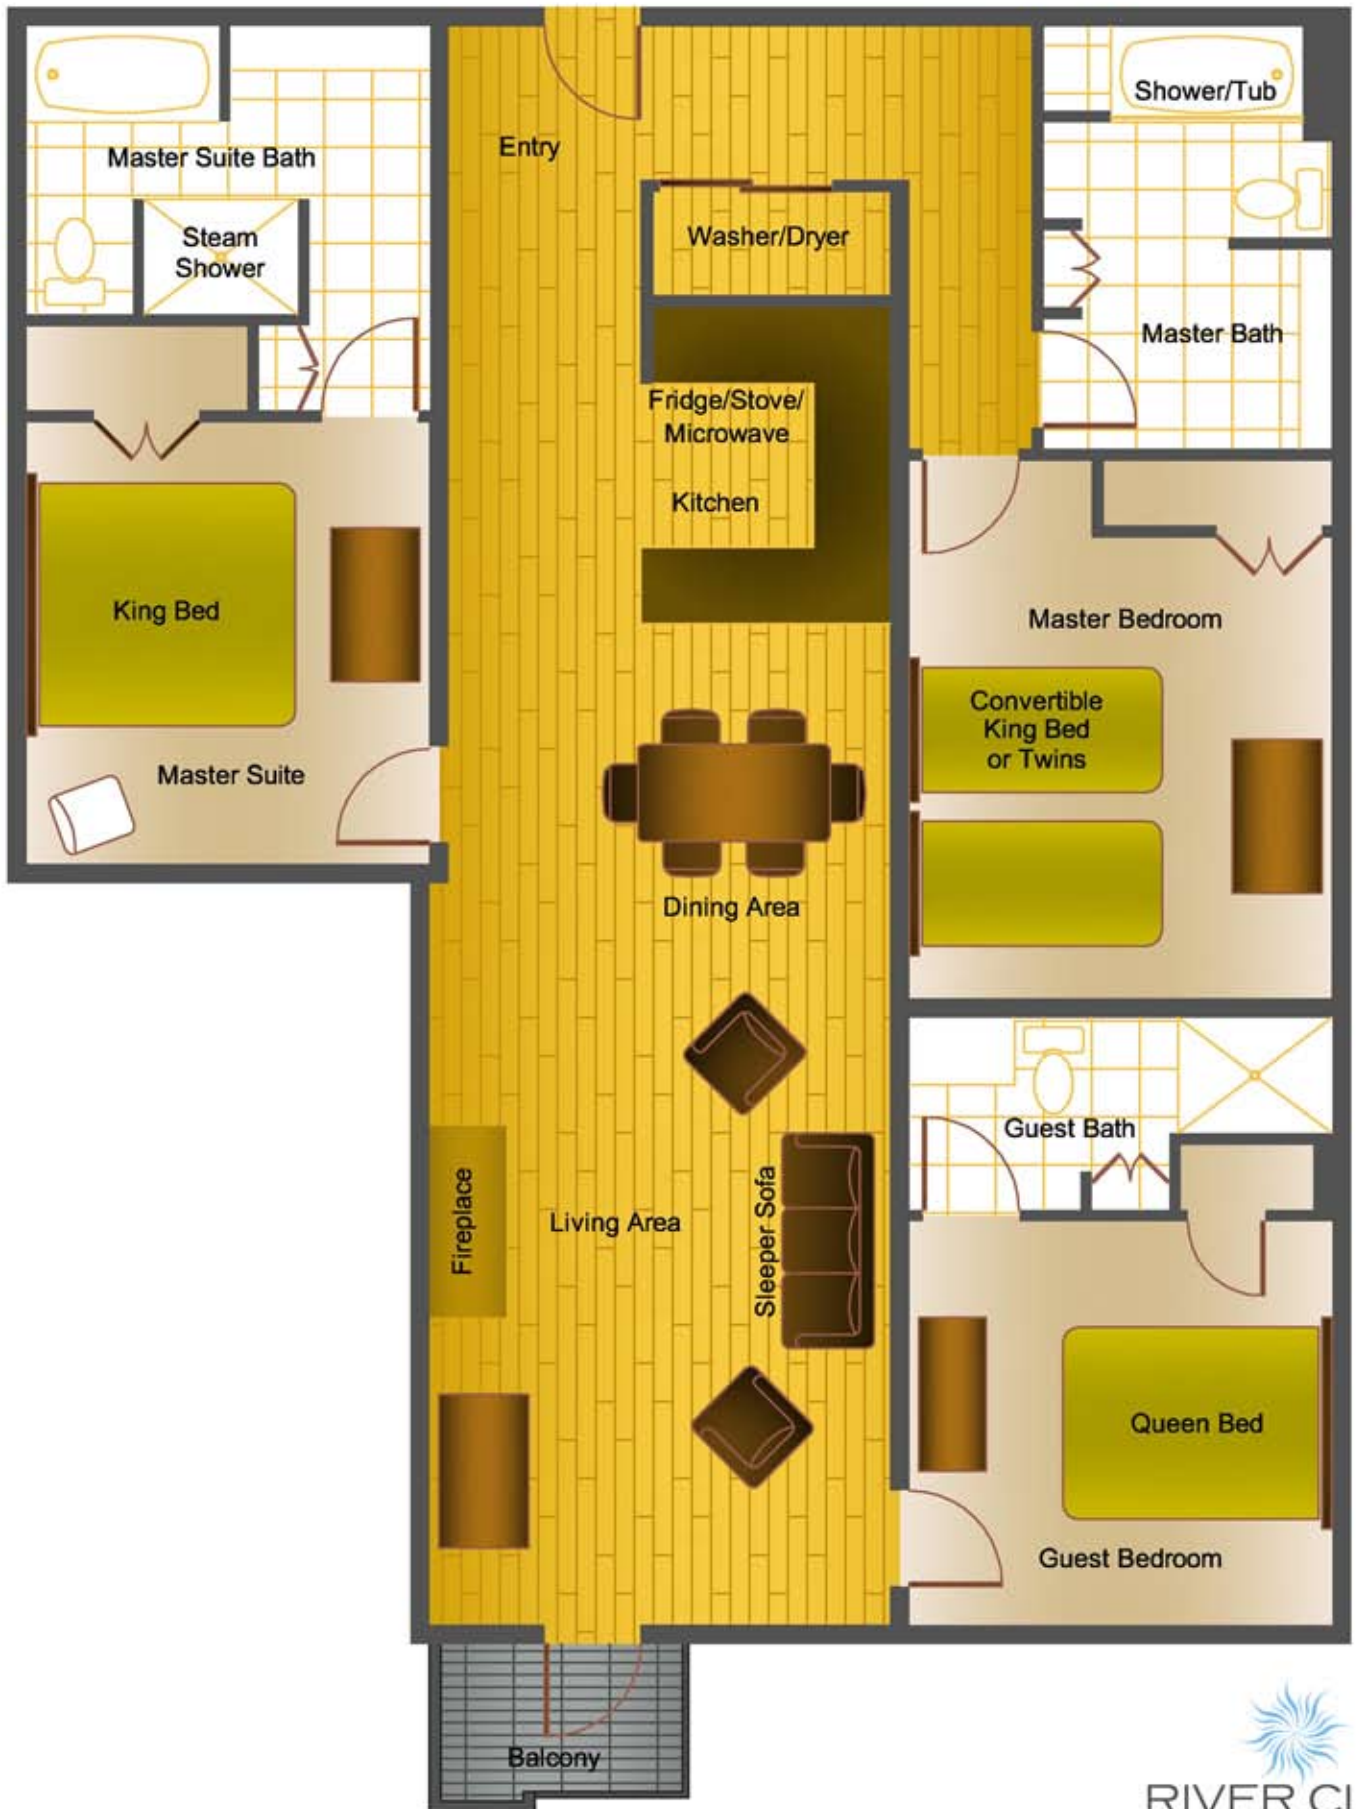 Shower/Tub
Entry
Master Suite Bath
Washer/Dryer
Steam
Shower
Master Bath
Fridge/Stove/
Microwave
Kitchen
King Bed
Master Bedroom
Convertible
King Bed
or Twins
Master Suite
Dining Area
Guest Bath
Fireplace
Living Area
Sleeper Sofa
Queen Bed
Guest Bedroom
Balcony
RIVER CL